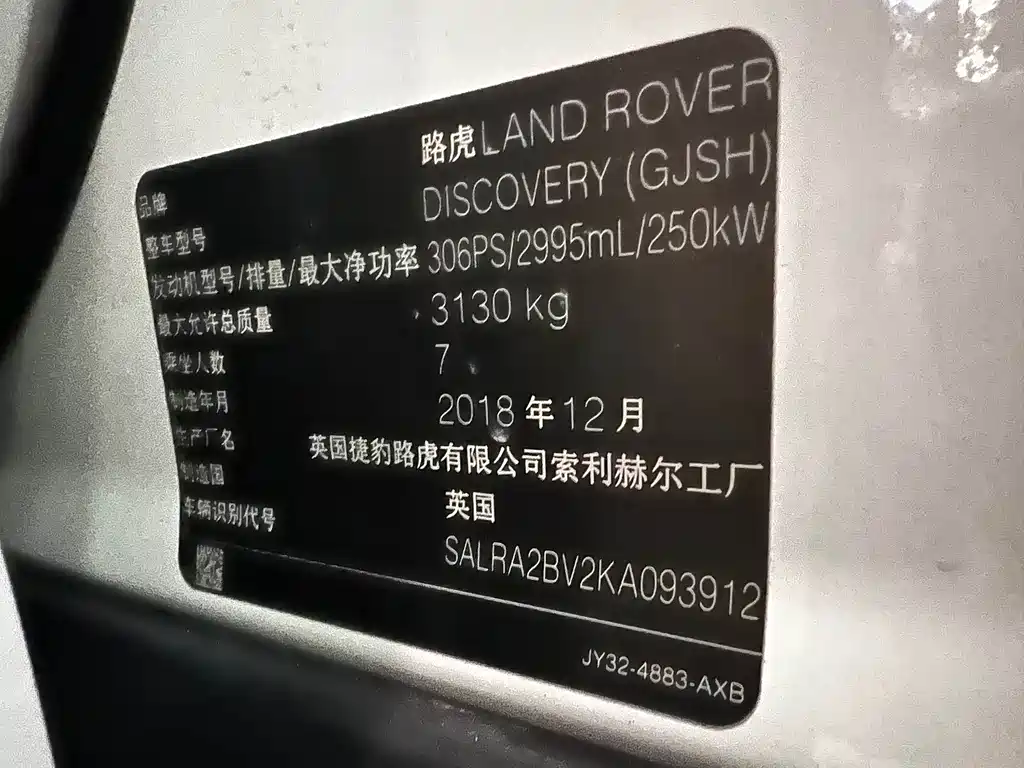 品牌 路虎LAND ROVER
整车型号 DISCOVERY (GJSH)
发动机型号/排量/最大净功率 306PS/2995mL/250kW
最大允许总质量 3130 kg
乘坐人数 7
制造年月 2018 年 12 月
生产厂名 英国捷豹路虎有限公司索利赫尔工厂
制造国 英国
车辆识别代号 SALRA2BV2KA093912
JY32-4883-AXB